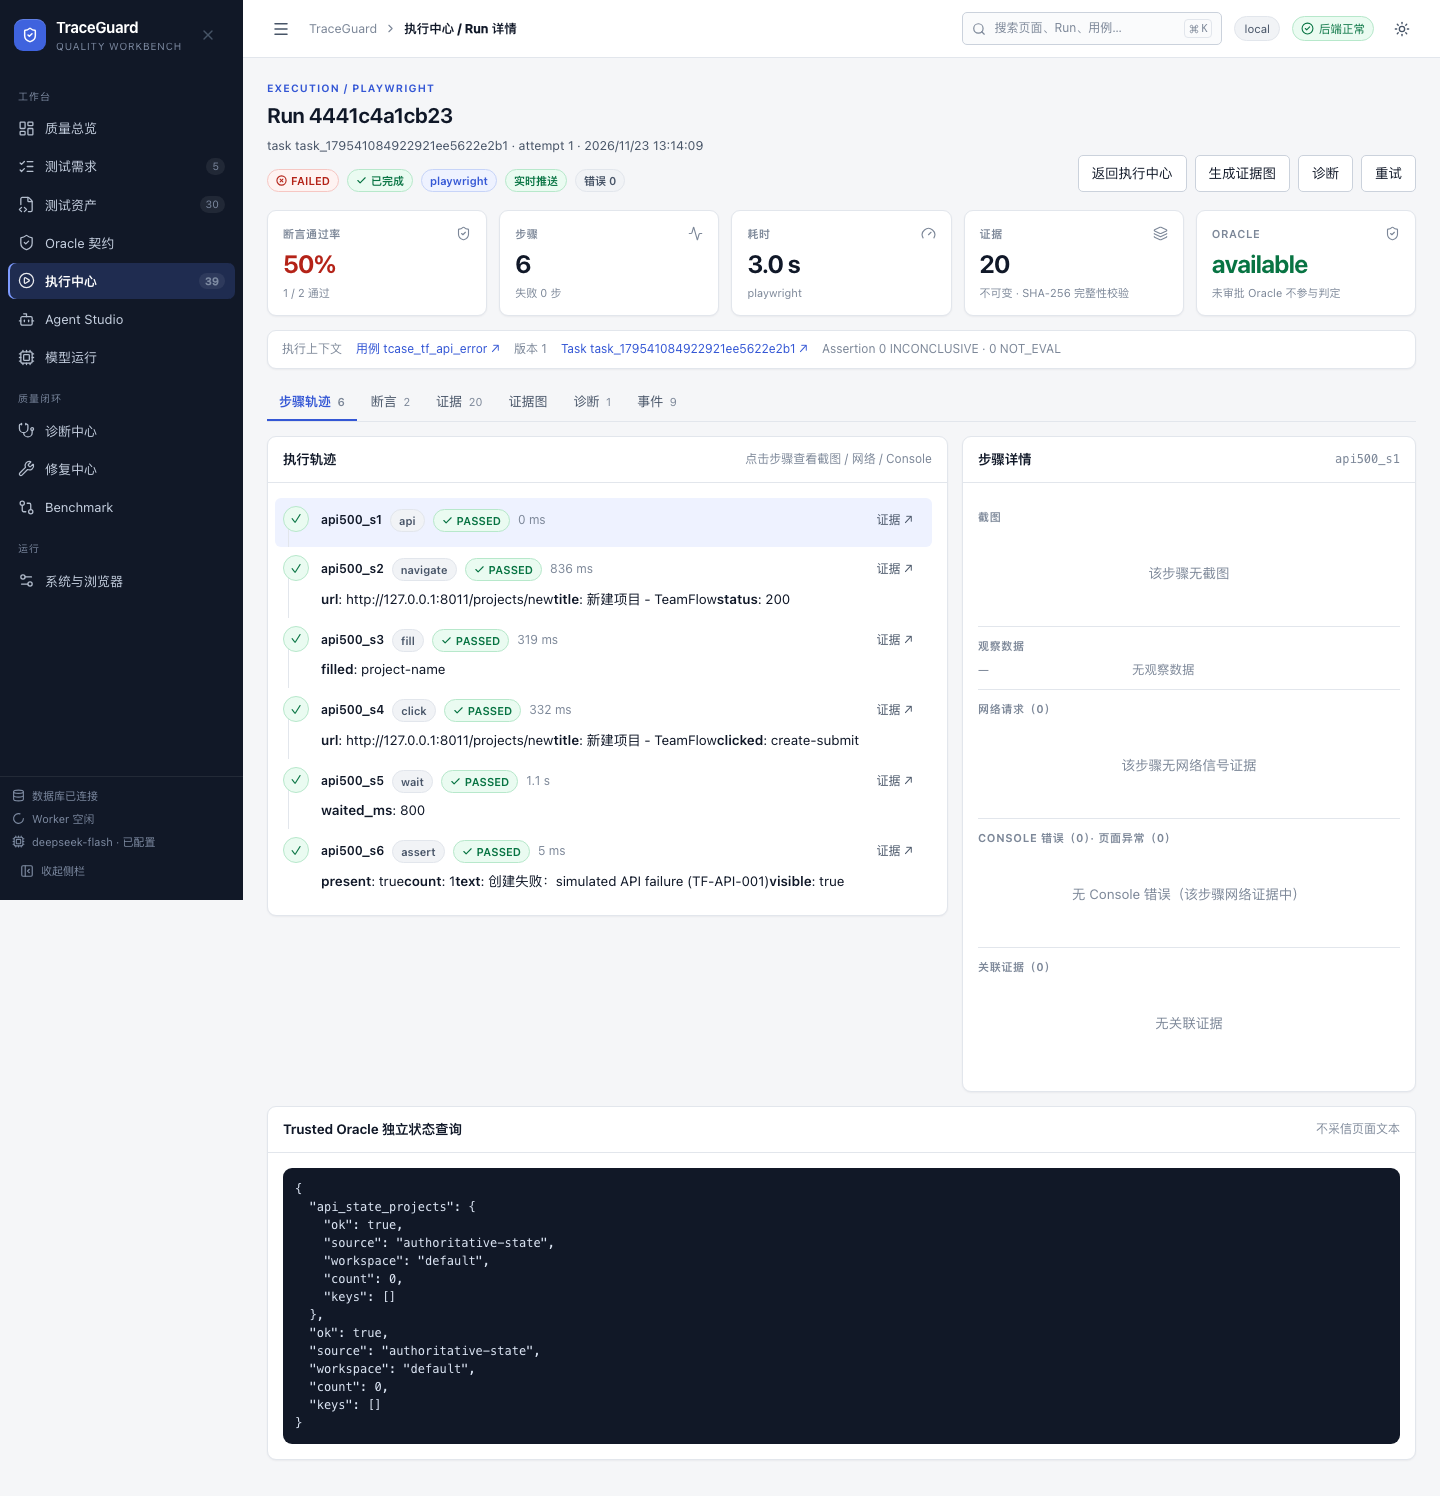 TraceGuard
QUALITY WORKBENCH
工作台
质量总览
测试需求 5
测试资产 30
Oracle 契约
执行中心 39
Agent Studio
模型运行
质量闭环
诊断中心
修复中心
Benchmark
运行
系统与浏览器
数据库已连接
Worker 空闲
deepseek-flash · 已配置
收起侧栏
TraceGuard > 执行中心 / Run 详情
搜索页面、Run、用例... ⌘ K
local
后端正常
EXECUTION / PLAYWRIGHT
Run 4441c4a1cb23
task task_179541084922921ee5622e2b1 · attempt 1 · 2026/11/23 13:14:09
FAILED 已完成 playwright 实时推送 错误 0
返回执行中心 生成证据图 诊断 重试
断言通过率
50%
1 / 2 通过
步骤
6
失败 0 步
耗时
3.0 s
playwright
证据
20
不可变 · SHA-256 完整性校验
ORACLE
available
未审批 Oracle 不参与判定
执行上下文 用例 tcase_tf_api_error ↗ 版本 1 Task task_179541084922921ee5622e2b1 ↗ Assertion 0 INCONCLUSIVE · 0 NOT_EVAL
步骤轨迹 6 断言 2 证据 20 证据图 诊断 1 事件 9
执行轨迹 点击步骤查看截图 / 网络 / Console
api500_s1 api PASSED 0 ms 证据 ↗
api500_s2 navigate PASSED 836 ms 证据 ↗
url: http://127.0.0.1:8011/projects/newtitle: 新建项目 - TeamFlowstatus: 200
api500_s3 fill PASSED 319 ms 证据 ↗
filled: project-name
api500_s4 click PASSED 332 ms 证据 ↗
url: http://127.0.0.1:8011/projects/newtitle: 新建项目 - TeamFlowclicked: create-submit
api500_s5 wait PASSED 1.1 s 证据 ↗
waited_ms: 800
api500_s6 assert PASSED 5 ms 证据 ↗
present: truecount: 1text: 创建失败：simulated API failure (TF-API-001)visible: true
步骤详情 api500_s1
截图
该步骤无截图
观察数据
— 无观察数据
网络请求（0）
该步骤无网络信号证据
CONSOLE 错误（0）· 页面异常（0）
无 Console 错误（该步骤网络证据中）
关联证据（0）
无关联证据
Trusted Oracle 独立状态查询 不采信页面文本
{
"api_state_projects": {
"ok": true,
"source": "authoritative-state",
"workspace": "default",
"count": 0,
"keys": []
},
"ok": true,
"source": "authoritative-state",
"workspace": "default",
"count": 0,
"keys": []
}